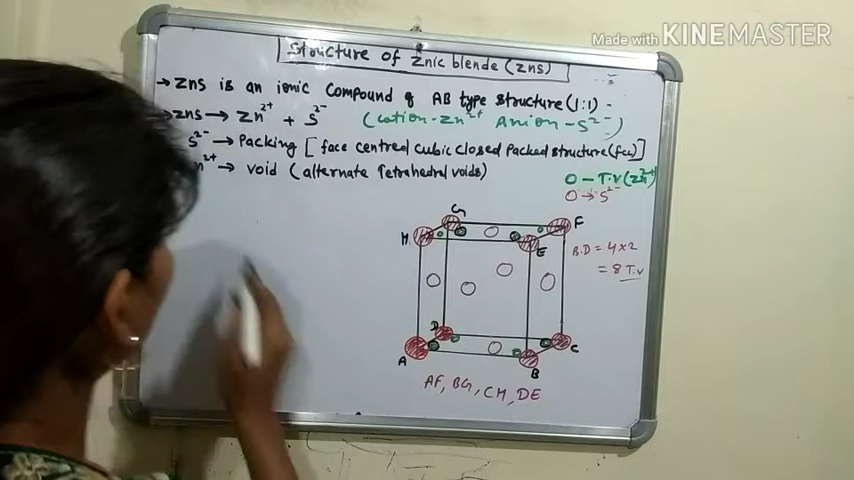 Made with KINEMASTER
Structure of Znic blende (ZnS)
→ ZnS is an ionic compound of AB type structure (1:1) -
→ ZnS → Zn²⁺ + S²⁻ (cation - Zn²⁺ Anion - S²⁻)
S²⁻ → Packing [face centred cubic closed packed structure (fcc)]
n²⁺ → void (alternate Tetrahedral voids)
O - T.V (Zn²⁺)
O → S²⁻
G
F
H
E
B.D = 4 × 2
= 8 T.V
D
C
A
B
AF, BG, CH, DE